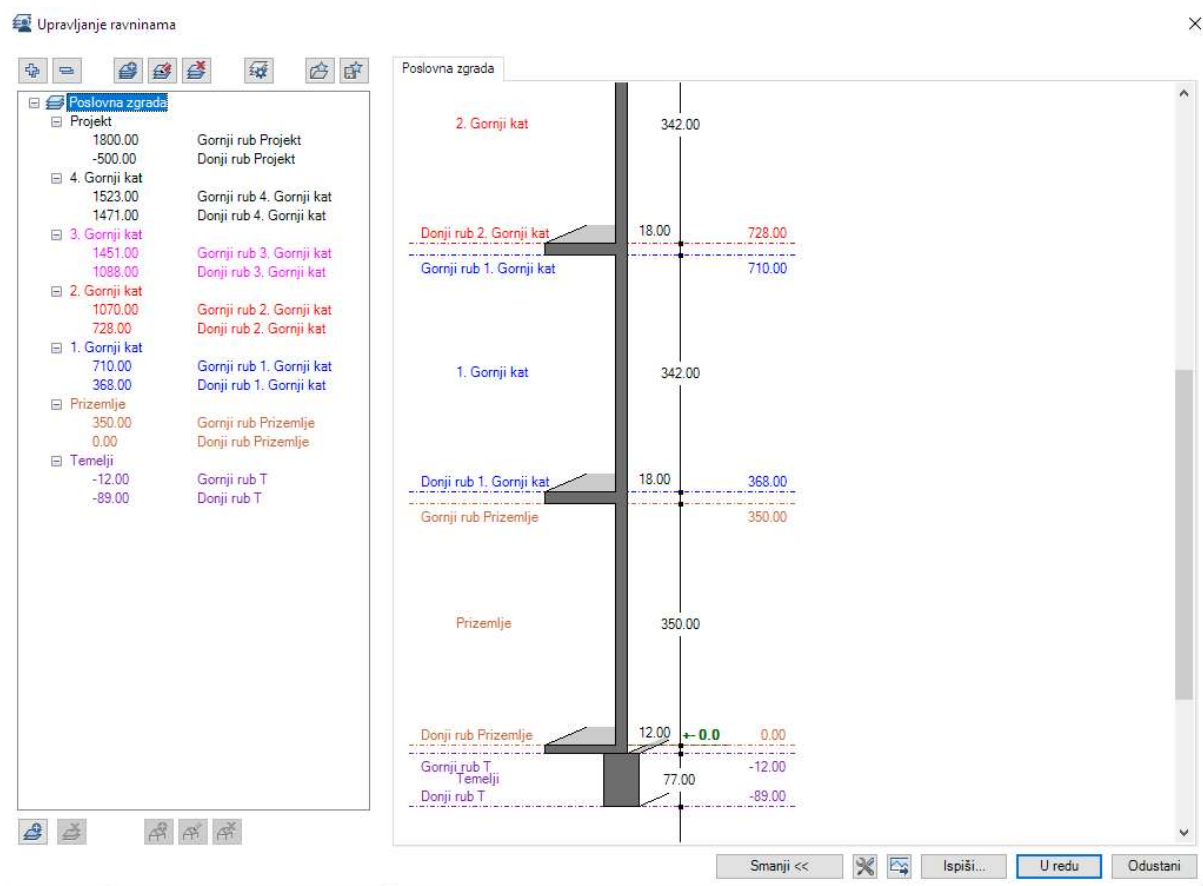 Upravljanje ravninama
Poslovna zgrada
Projekt
1800.00 Gornji rub Projekt
-500.00 Donji rub Projekt
4. Gornji kat
1523.00 Gornji rub 4. Gornji kat
1471.00 Donji rub 4. Gornji kat
3. Gornji kat
1451.00 Gornji rub 3. Gornji kat
1088.00 Donji rub 3. Gornji kat
2. Gornji kat
1070.00 Gornji rub 2. Gornji kat
728.00 Donji rub 2. Gornji kat
1. Gornji kat
710.00 Gornji rub 1. Gornji kat
368.00 Donji rub 1. Gornji kat
Prizemlje
350.00 Gornji rub Prizemlje
0.00 Donji rub Prizemlje
Temelji
-12.00 Gornji rub T
-89.00 Donji rub T
Poslovna zgrada
2. Gornji kat 342.00
Donji rub 2. Gornji kat 18.00 728.00
Gornji rub 1. Gornji kat 710.00
1. Gornji kat 342.00
Donji rub 1. Gornji kat 18.00 368.00
Gornji rub Prizemlje 350.00
Prizemlje 350.00
Donji rub Prizemlje 12.00 +- 0.0 0.00
Gornji rub T -12.00
Temelji 77.00
Donji rub T -89.00
Smanji << Ispiši... U redu Odustani